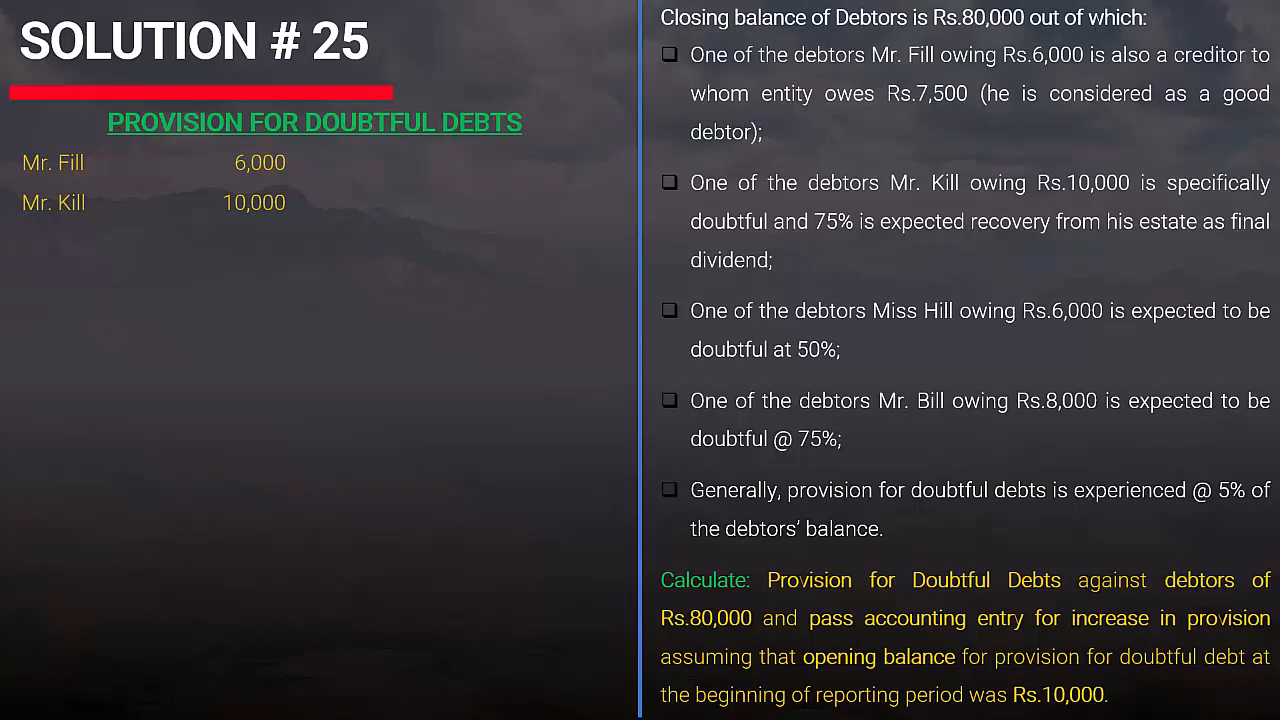 SOLUTION # 25
PROVISION FOR DOUBTFUL DEBTS
Mr. Fill 6,000
Mr. Kill 10,000
Closing balance of Debtors is Rs.80,000 out of which:
One of the debtors Mr. Fill owing Rs.6,000 is also a creditor to
whom entity owes Rs.7,500 (he is considered as a good
debtor);
One of the debtors Mr. Kill owing Rs.10,000 is specifically
doubtful and 75% is expected recovery from his estate as final
dividend;
One of the debtors Miss Hill owing Rs.6,000 is expected to be
doubtful at 50%;
One of the debtors Mr. Bill owing Rs.8,000 is expected to be
doubtful @ 75%;
Generally, provision for doubtful debts is experienced @ 5% of
the debtors’ balance.
Calculate: Provision for Doubtful Debts against debtors of
Rs.80,000 and pass accounting entry for increase in provision
assuming that opening balance for provision for doubtful debt at
the beginning of reporting period was Rs.10,000.